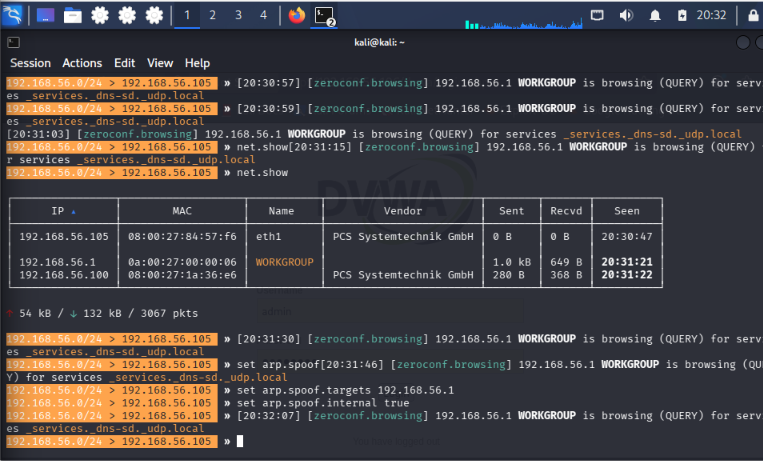 1 2 3 4 2 20:32
kali@kali: ~
Session Actions Edit View Help
192.168.56.0/24 > 192.168.56.105 » [20:30:57] [zeroconf.browsing] 192.168.56.1 WORKGROUP is browsing (QUERY) for servi
es _services._dns-sd._udp.local
192.168.56.0/24 > 192.168.56.105 » [20:30:59] [zeroconf.browsing] 192.168.56.1 WORKGROUP is browsing (QUERY) for servi
es _services._dns-sd._udp.local
[20:31:03] [zeroconf.browsing] 192.168.56.1 WORKGROUP is browsing (QUERY) for services _services._dns-sd._udp.local
192.168.56.0/24 > 192.168.56.105 » net.show[20:31:15] [zeroconf.browsing] 192.168.56.1 WORKGROUP is browsing (QUERY)
r services _services._dns-sd._udp.local
192.168.56.0/24 > 192.168.56.105 » net.show
DVWA
IP ▴ MAC Name Vendor Sent Recvd Seen
192.168.56.105 08:00:27:84:57:f6 eth1 PCS Systemtechnik GmbH 0 B 0 B 20:30:47
192.168.56.1 0a:00:27:00:00:06 WORKGROUP 1.0 kB 649 B 20:31:21
192.168.56.100 08:00:27:1a:36:e6 PCS Systemtechnik GmbH 280 B 368 B 20:31:22
admin
↑ 54 kB / ↓ 132 kB / 3067 pkts
192.168.56.0/24 > 192.168.56.105 » [20:31:30] [zeroconf.browsing] 192.168.56.1 WORKGROUP is browsing (QUERY) for servi
es _services._dns-sd._udp.local
192.168.56.0/24 > 192.168.56.105 » set arp.spoof[20:31:46] [zeroconf.browsing] 192.168.56.1 WORKGROUP is browsing (QU
Y) for services _services._dns-sd._udp.local
192.168.56.0/24 > 192.168.56.105 » set arp.spoof.targets 192.168.56.1
192.168.56.0/24 > 192.168.56.105 » set arp.spoof.internal true
192.168.56.0/24 > 192.168.56.105 » [20:32:07] [zeroconf.browsing] 192.168.56.1 WORKGROUP is browsing (QUERY) for servi
es _services._dns-sd._udp.local
192.168.56.0/24 > 192.168.56.105 »